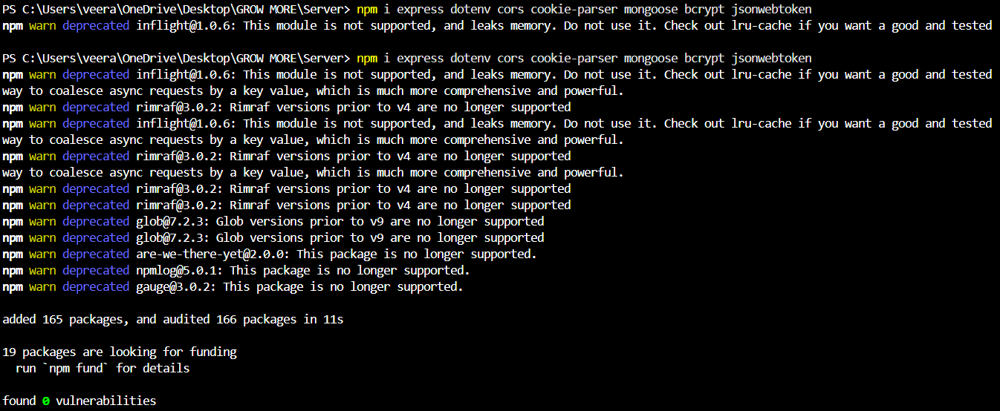 PS C:\Users\veera\OneDrive\Desktop\GROW MORE\Server> npm i express dotenv cors cookie-parser mongoose bcrypt jsonwebtoken
npm warn deprecated inflight@1.0.6: This module is not supported, and leaks memory. Do not use it. Check out lru-cache if you want a good and tested
PS C:\Users\veera\OneDrive\Desktop\GROW MORE\Server> npm i express dotenv cors cookie-parser mongoose bcrypt jsonwebtoken
npm warn deprecated inflight@1.0.6: This module is not supported, and leaks memory. Do not use it. Check out lru-cache if you want a good and tested
way to coalesce async requests by a key value, which is much more comprehensive and powerful.
npm warn deprecated rimraf@3.0.2: Rimraf versions prior to v4 are no longer supported
npm warn deprecated inflight@1.0.6: This module is not supported, and leaks memory. Do not use it. Check out lru-cache if you want a good and tested
way to coalesce async requests by a key value, which is much more comprehensive and powerful.
npm warn deprecated rimraf@3.0.2: Rimraf versions prior to v4 are no longer supported
way to coalesce async requests by a key value, which is much more comprehensive and powerful.
npm warn deprecated rimraf@3.0.2: Rimraf versions prior to v4 are no longer supported
npm warn deprecated rimraf@3.0.2: Rimraf versions prior to v4 are no longer supported
npm warn deprecated glob@7.2.3: Glob versions prior to v9 are no longer supported
npm warn deprecated glob@7.2.3: Glob versions prior to v9 are no longer supported
npm warn deprecated are-we-there-yet@2.0.0: This package is no longer supported.
npm warn deprecated npmlog@5.0.1: This package is no longer supported.
npm warn deprecated gauge@3.0.2: This package is no longer supported.
added 165 packages, and audited 166 packages in 11s
19 packages are looking for funding
run `npm fund` for details
found 0 vulnerabilities